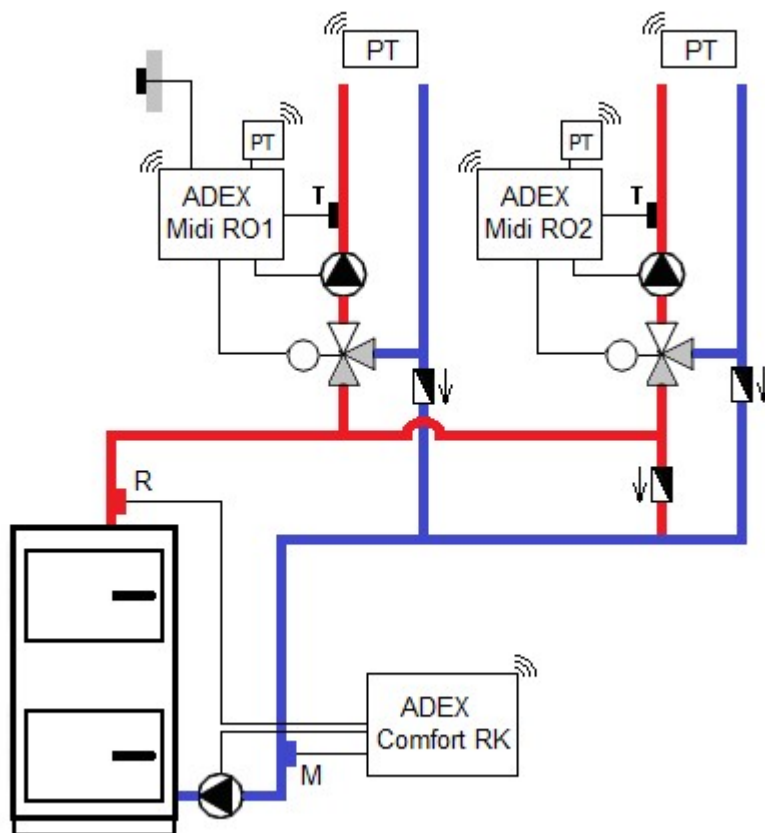 PT
PT
PT
PT
ADEX
Midi RO1
T
ADEX
Midi RO2
T
R
ADEX
Comfort RK
M